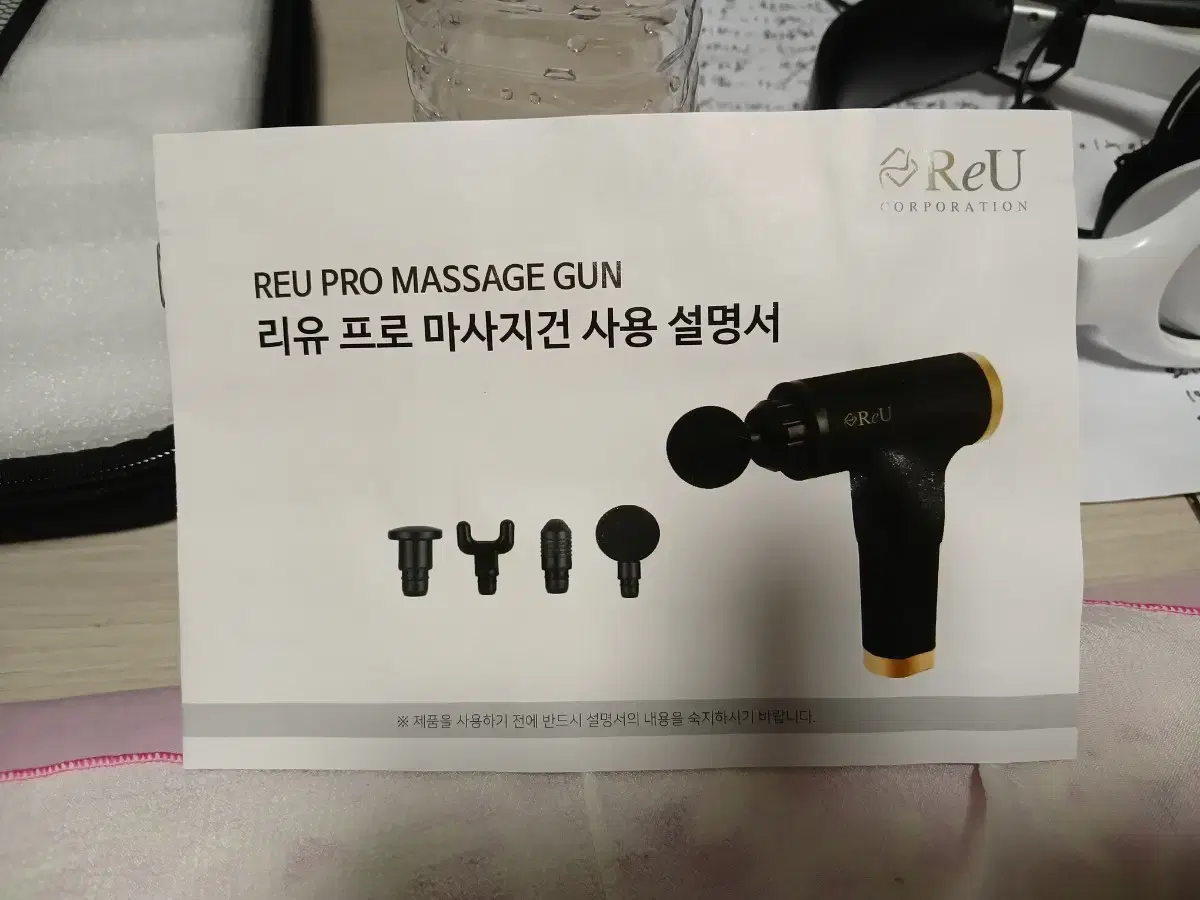 ReU
CORPORATION
REU PRO MASSAGE GUN
리유 프로 마사지건 사용 설명서
ReU
※ 제품을 사용하기 전에 반드시 설명서의 내용을 숙지하시기 바랍니다.